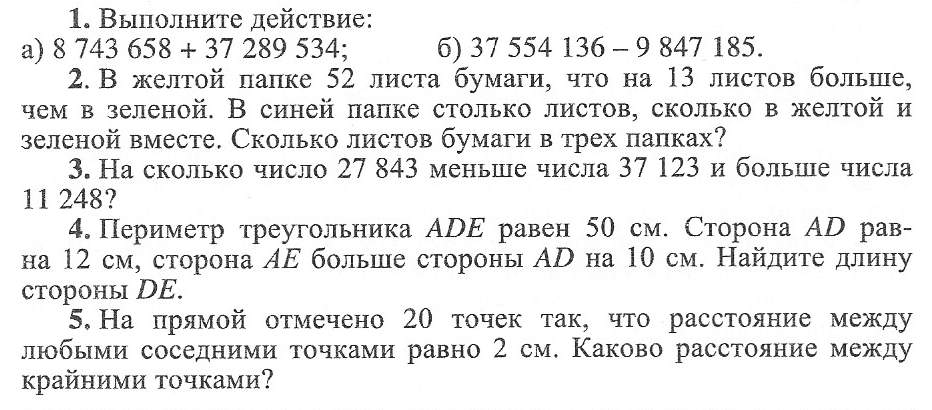 1. Выполните действие:
а) 8 743 658 + 37 289 534; б) 37 554 136 – 9 847 185.
2. В желтой папке 52 листа бумаги, что на 13 листов больше,
чем в зеленой. В синей папке столько листов, сколько в желтой и
зеленой вместе. Сколько листов бумаги в трех папках?
3. На сколько число 27 843 меньше числа 37 123 и больше числа
11 248?
4. Периметр треугольника ADE равен 50 см. Сторона AD рав-
на 12 см, сторона AE больше стороны AD на 10 см. Найдите длину
стороны DE.
5. На прямой отмечено 20 точек так, что расстояние между
любыми соседними точками равно 2 см. Каково расстояние между
крайними точками?